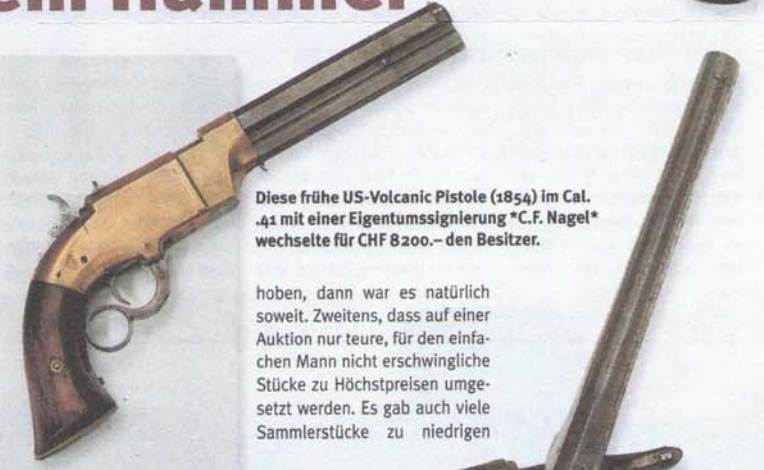 Hammer
Diese frühe US-Volcanic Pistole (1854) im Cal.
.41 mit einer Eigentumssignierung *C.F. Nagel*
wechselte für CHF 8200.– den Besitzer.
hoben, dann war es natürlich
soweit. Zweitens, dass auf einer
Auktion nur teure, für den einfa-
chen Mann nicht erschwingliche
Stücke zu Höchstpreisen umge-
setzt werden. Es gab auch viele
Sammlerstücke zu niedrigen